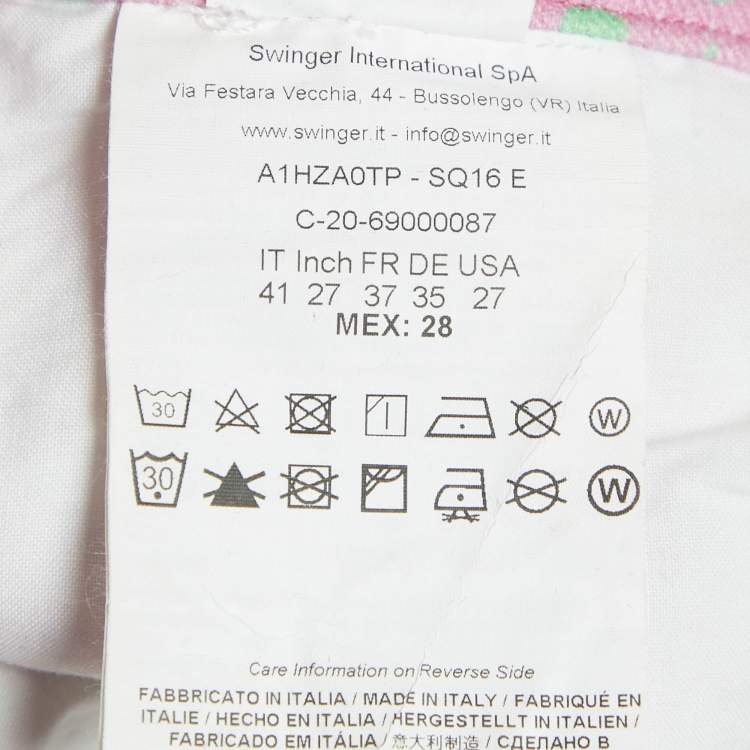 Swinger International SpA
Via Festara Vecchia, 44 - Bussolengo (VR) Italia
www.swinger.it - info@swinger.it
A1HZA0TP - SQ16 E
C-20-69000087
IT Inch FR DE USA
41 27 37 35 27
MEX: 28
30 W
30 W
Care Information on Reverse Side
FABBRICATO IN ITALIA / MADE IN ITALY / FABRIQUÉ EN
ITALIE / HECHO EN ITALIA / HERGESTELLT IN ITALIEN /
FABRICADO EM ITÁLIA / 意大利制造 / СДЕЛАНО В